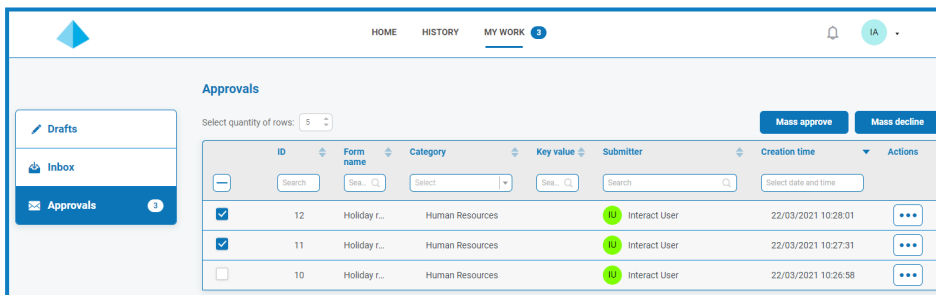 HOME HISTORY MY WORK 3 IA
Approvals
Drafts
Inbox
Approvals 3
Select quantity of rows: 5
Mass approve Mass decline
ID Form name Category Key value Submitter Creation time Actions
Search Sea... Select Sea... Search Select date and time
12 Holiday r... Human Resources IU Interact User 22/03/2021 10:28:01
11 Holiday r... Human Resources IU Interact User 22/03/2021 10:27:31
10 Holiday r... Human Resources IU Interact User 22/03/2021 10:26:58